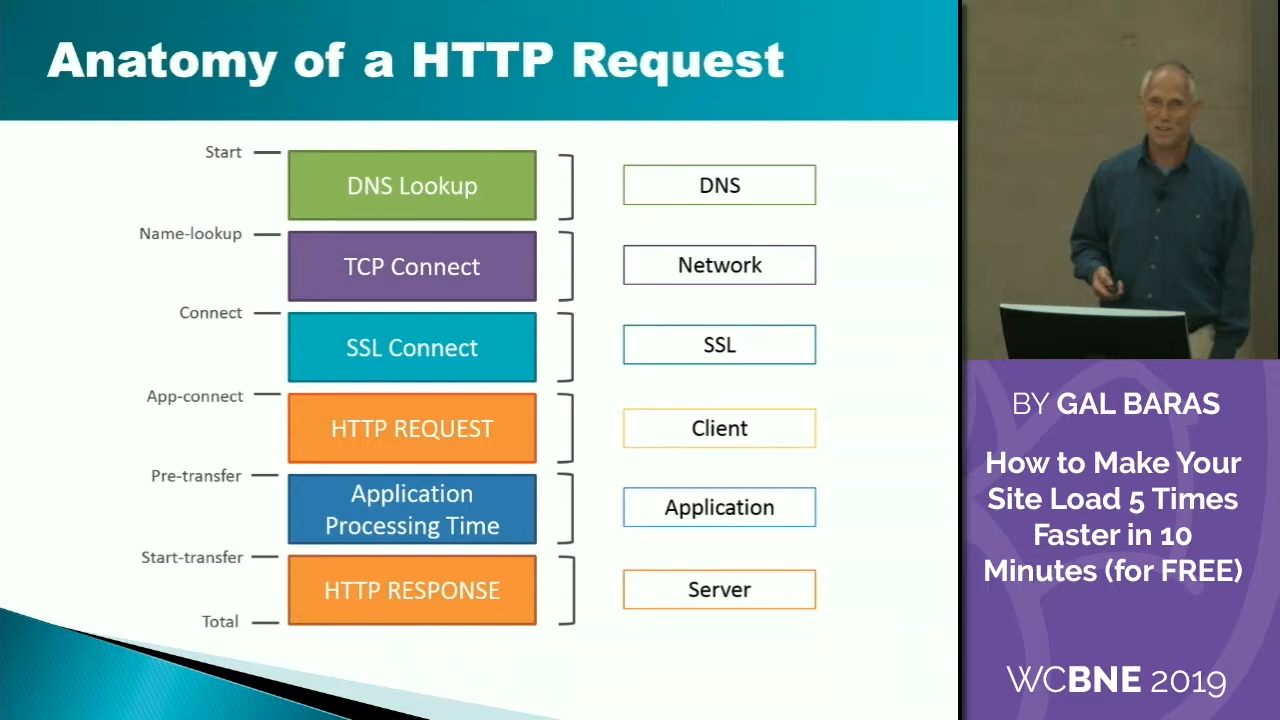 Anatomy of a HTTP Request
Start
DNS Lookup
DNS
Name-lookup
TCP Connect
Network
Connect
SSL Connect
SSL
App-connect
HTTP REQUEST
Client
Pre-transfer
Application
Processing Time
Application
Start-transfer
HTTP RESPONSE
Server
Total
BY GAL BARAS
How to Make Your
Site Load 5 Times
Faster in 10
Minutes (for FREE)
WCBNE 2019